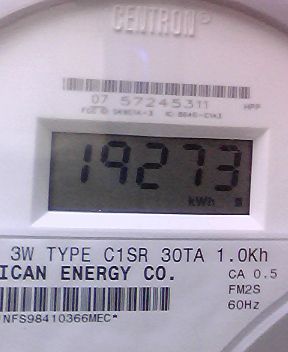 CENTRON®
07 57245311 HPP
19273
kWh
3W TYPE C1SR 30TA 1.0Kh
ICAN ENERGY CO. CA 0.5
FM2S
60Hz
NFS98410366MEC*